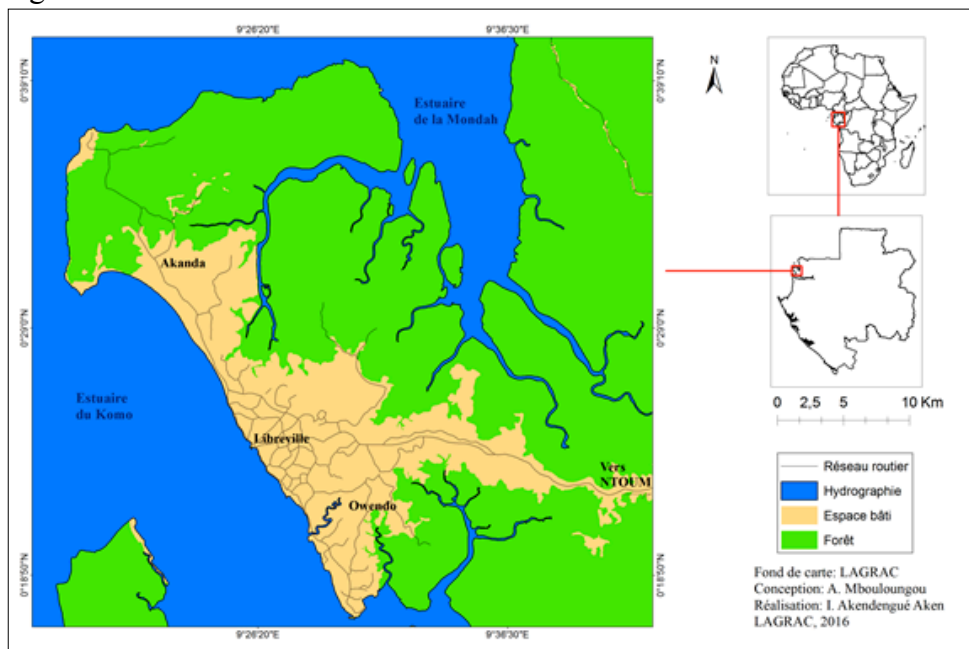 9°26'20"E
9°36'30"E
0°39'10"N
0°39'10"N
Estuaire
de la Mondah
N
Akanda
0°29'0"N
0°29'0"N
Estuaire
du Komo
0 2,5 5 10 Km
Libreville
Vers
NTOUM
Owendo
Réseau routier
Hydrographie
Espace bâti
Forêt
0°18'50"N
0°18'50"N
Fond de carte: LAGRAC
Conception: A. Mbouloungou
Réalisation: I. Akendengué Aken
LAGRAC, 2016
9°26'20"E
9°36'30"E